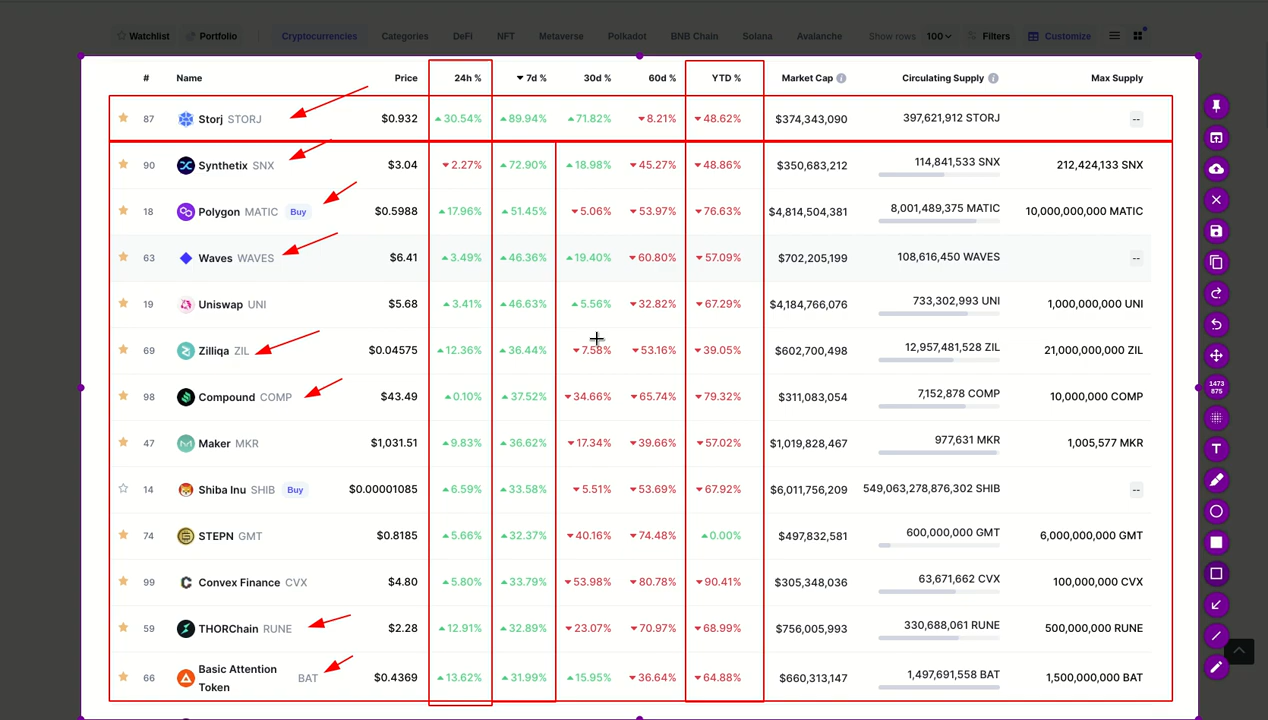 Watchlist Portfolio Cryptocurrencies Categories DeFi NFT Metaverse Polkadot BNB Chain Solana Avalanche Show rows 100 Filters Customize
# Name Price 24h % 7d % 30d % 60d % YTD % Market Cap Circulating Supply Max Supply
87 Storj STORJ $0.932 30.54% 89.94% 71.82% 8.21% 48.62% $374,343,090 397,621,912 STORJ --
90 Synthetix SNX $3.04 2.27% 72.90% 18.98% 45.27% 48.86% $350,683,212 114,841,533 SNX 212,424,133 SNX
18 Polygon MATIC Buy $0.5988 17.96% 51.45% 5.06% 53.97% 76.63% $4,814,504,381 8,001,489,375 MATIC 10,000,000,000 MATIC
63 Waves WAVES $6.41 3.49% 46.36% 19.40% 60.80% 57.09% $702,205,199 108,616,450 WAVES --
19 Uniswap UNI $5.68 3.41% 46.63% 5.56% 32.82% 67.29% $4,184,766,076 733,302,993 UNI 1,000,000,000 UNI
69 Zilliqa ZIL $0.04575 12.36% 36.44% 7.58% 53.16% 39.05% $602,700,498 12,957,481,528 ZIL 21,000,000,000 ZIL
98 Compound COMP $43.49 0.10% 37.52% 34.66% 65.74% 79.32% $311,083,054 7,152,878 COMP 10,000,000 COMP
47 Maker MKR $1,031.51 9.83% 36.62% 17.34% 39.66% 57.02% $1,019,828,467 977,631 MKR 1,005,577 MKR
14 Shiba Inu SHIB Buy $0.00001085 6.59% 33.58% 5.51% 53.69% 67.92% $6,011,756,209 549,063,278,876,302 SHIB --
74 STEPN GMT $0.8185 5.66% 32.37% 40.16% 74.48% 0.00% $497,832,581 600,000,000 GMT 6,000,000,000 GMT
99 Convex Finance CVX $4.80 5.80% 33.79% 53.98% 80.78% 90.41% $305,348,036 63,671,662 CVX 100,000,000 CVX
59 THORChain RUNE $2.28 12.91% 32.89% 23.07% 70.97% 68.99% $756,005,993 330,688,061 RUNE 500,000,000 RUNE
66 Basic Attention Token BAT $0.4369 13.62% 31.99% 15.95% 36.64% 64.88% $660,313,147 1,497,691,558 BAT 1,500,000,000 BAT
1473
875
T